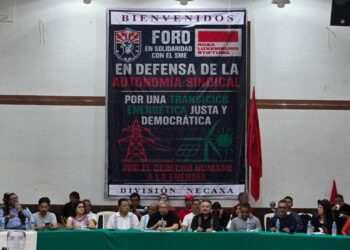 BIENVENIDOS
FORO
EN SOLIDARIDAD
CON EL SME
ROSA
LUXEMBURG
STIFTUNG
EN DEFENSA DE LA
AUTONOMÍA SINDICAL
POR UNA TRANSICIÓN
ENERGÉTICA JUSTA Y
DEMOCRÁTICA
POR EL DERECHO HUMANO
A LA ENERGÍA
DIVISIÓN NECAXA